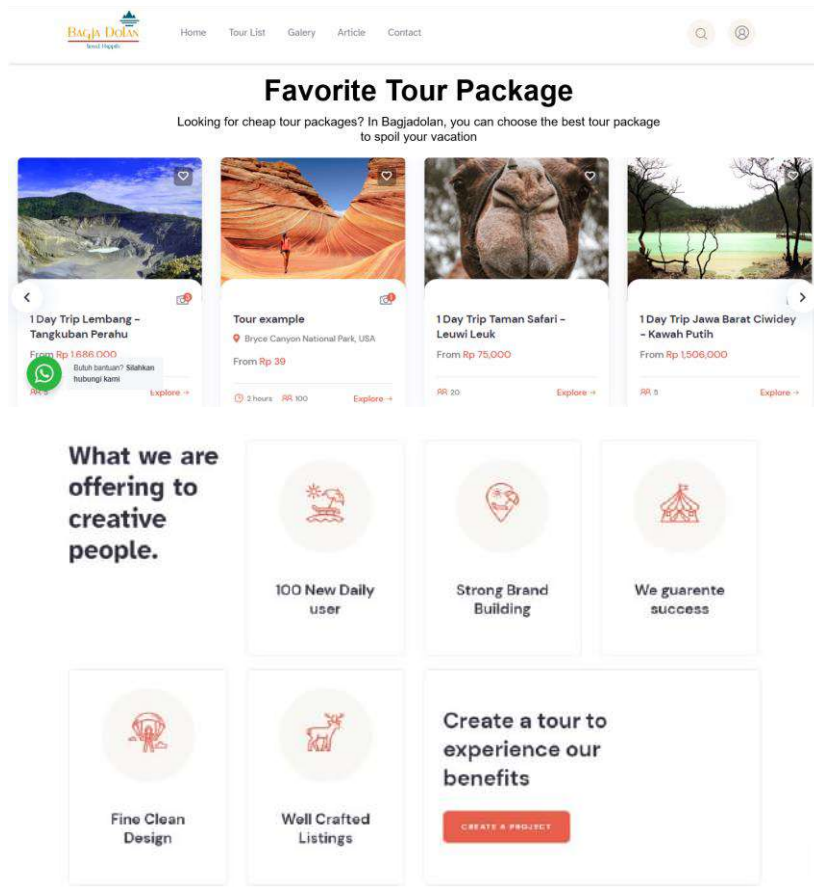 BAGJA DOLAN
Home Tour List Galery Article Contact
Favorite Tour Package
Looking for cheap tour packages? In Bagjadolan, you can choose the best tour package
to spoil your vacation
1 Day Trip Lembang –
Tangkuban Perahu
From Rp 1.686.000
Butuh bantuan? Silahkan
hubungi kami
Explore →
Tour example
Bryce Canyon National Park, USA
From Rp 39
2 hours 100 Explore →
1 Day Trip Taman Safari –
Leuwi Leuk
From Rp 75,000
20 Explore →
1 Day Trip Jawa Barat Ciwidey
– Kawah Putih
From Rp 1,506,000
5 Explore →
What we are
offering to
creative
people.
100 New Daily
user
Strong Brand
Building
We guarente
success
Fine Clean
Design
Well Crafted
Listings
Create a tour to
experience our
benefits
CREATE A PROJECT